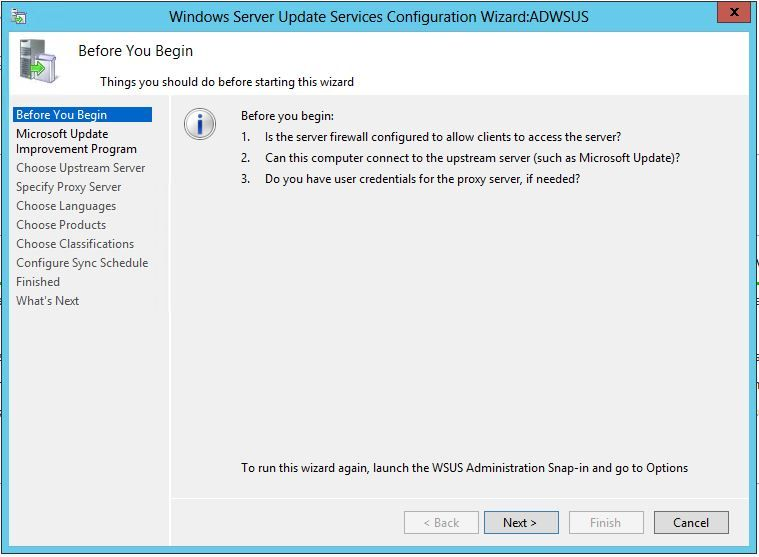 Windows Server Update Services Configuration Wizard:ADWSUS
x
Before You Begin
Things you should do before starting this wizard
Before You Begin
Microsoft Update
Improvement Program
Choose Upstream Server
Specify Proxy Server
Choose Languages
Choose Products
Choose Classifications
Configure Sync Schedule
Finished
What's Next
Before you begin:
1. Is the server firewall configured to allow clients to access the server?
2. Can this computer connect to the upstream server (such as Microsoft Update)?
3. Do you have user credentials for the proxy server, if needed?
To run this wizard again, launch the WSUS Administration Snap-in and go to Options
< Back
Next >
Finish
Cancel